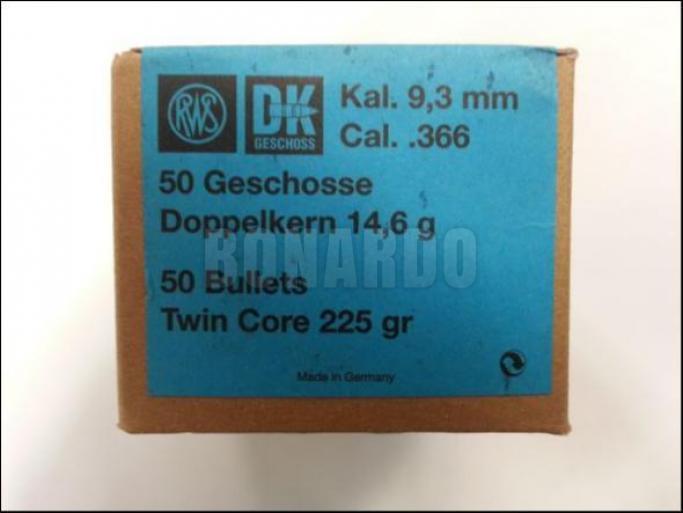 RWS
DK
GESCHOSS
Kal. 9,3 mm
Cal. .366
50 Geschosse
Doppelkern 14,6 g
BONARDO
50 Bullets
Twin Core 225 gr
Made in Germany